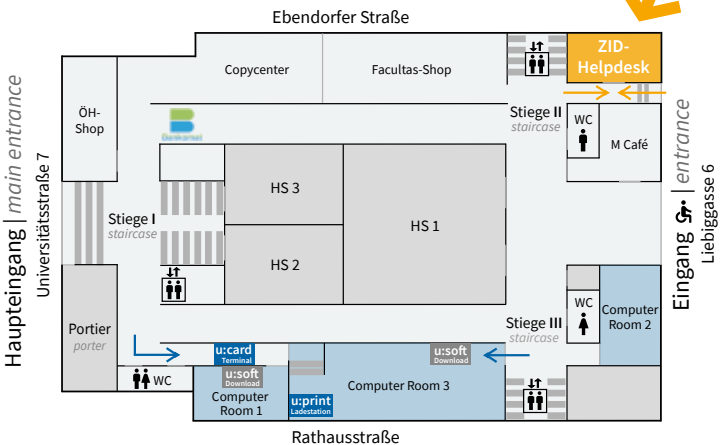 Ebendorfer Straße
ZID-
Helpdesk
Copycenter
Facultas-Shop
ÖH-
Shop
Bankomat
Stiege II
staircase
WC
M Café
Haupteingang | main entrance
Universitätsstraße 7
Eingang | entrance
Liebiggasse 6
HS 3
HS 1
Stiege I
staircase
HS 2
Portier
porter
WC
Computer
Room 2
Stiege III
staircase
u:card
Terminal
u:soft
Download
u:soft
Download
WC
Computer
Room 1
u:print
Ladestation
Computer Room 3
Rathausstraße